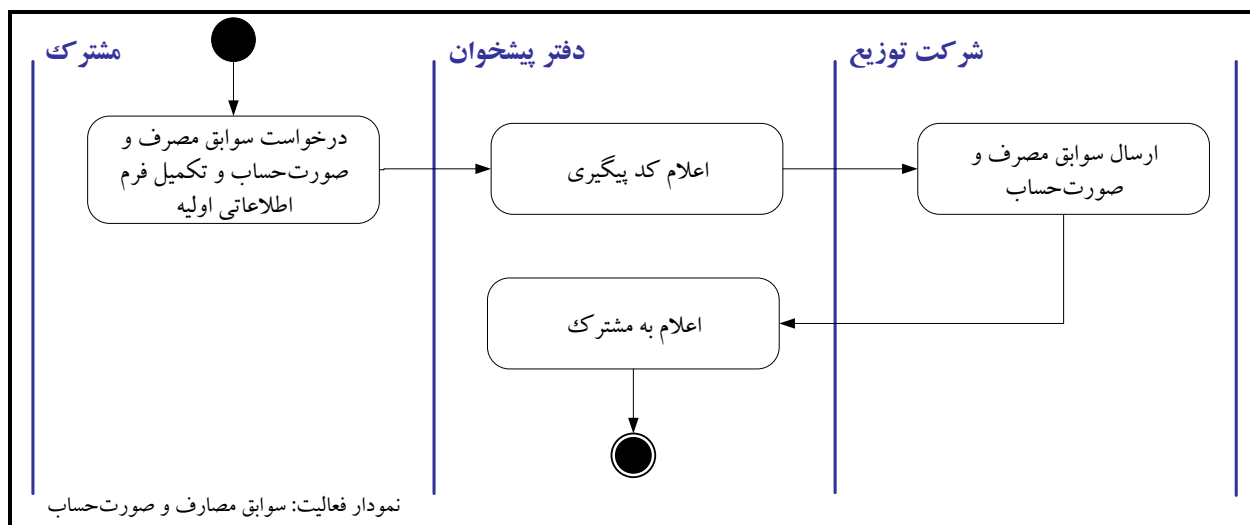 مشترک
دفتر پیشخوان
شرکت توزیع
درخواست سوابق مصرف و
صورت‌حساب و تکمیل فرم
اطلاعاتی اولیه
اعلام کد پیگیری
ارسال سوابق مصرف و
صورت‌حساب
اعلام به مشترک
نمودار فعالیت: سوابق مصارف و صورت‌حساب